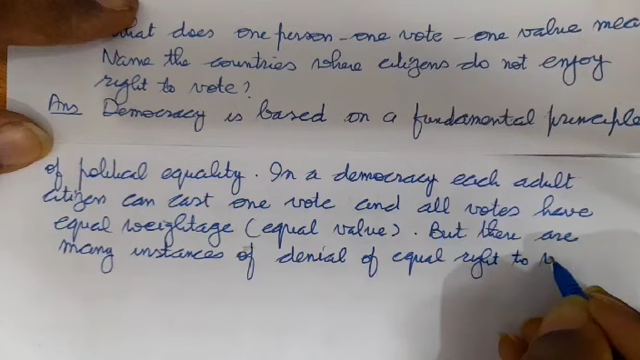 What does one person - one vote - one value mea
Name the countries where citizens do not enjoy
right to vote?
Ans Democracy is based on a fundamental principle
of political equality. In a democracy each adult
citizen can cast one vote and all votes have
equal weightage (equal value). But there are
many instances of denial of equal right to v